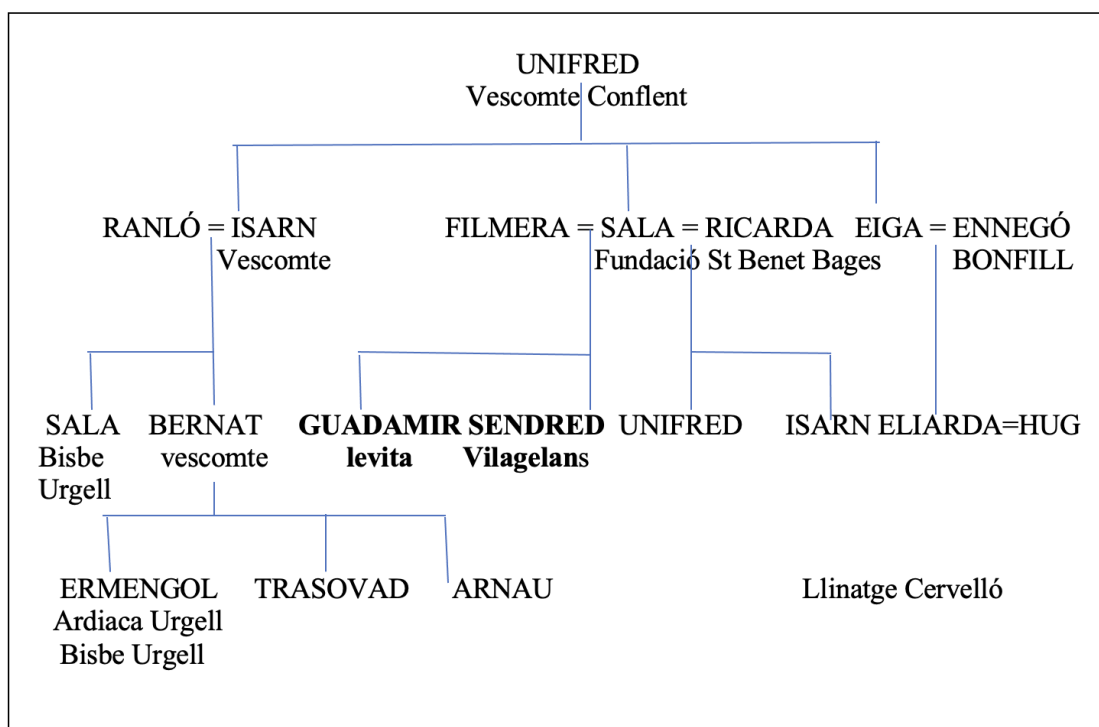 UNIFRED
Vescomte Conflent
RANLÓ = ISARN FILMERA = SALA = RICARDA EIGA = ENNEGÓ
Vescomte Fundació St Benet Bages BONFILL
SALA BERNAT GUADAMIR SENDRED UNIFRED ISARN ELIARDA=HUG
Bisbe vescomte levita Vilagelans
Urgell
ERMENGOL TRASOVAD ARNAU Llinatge Cervelló
Ardiaca Urgell
Bisbe Urgell